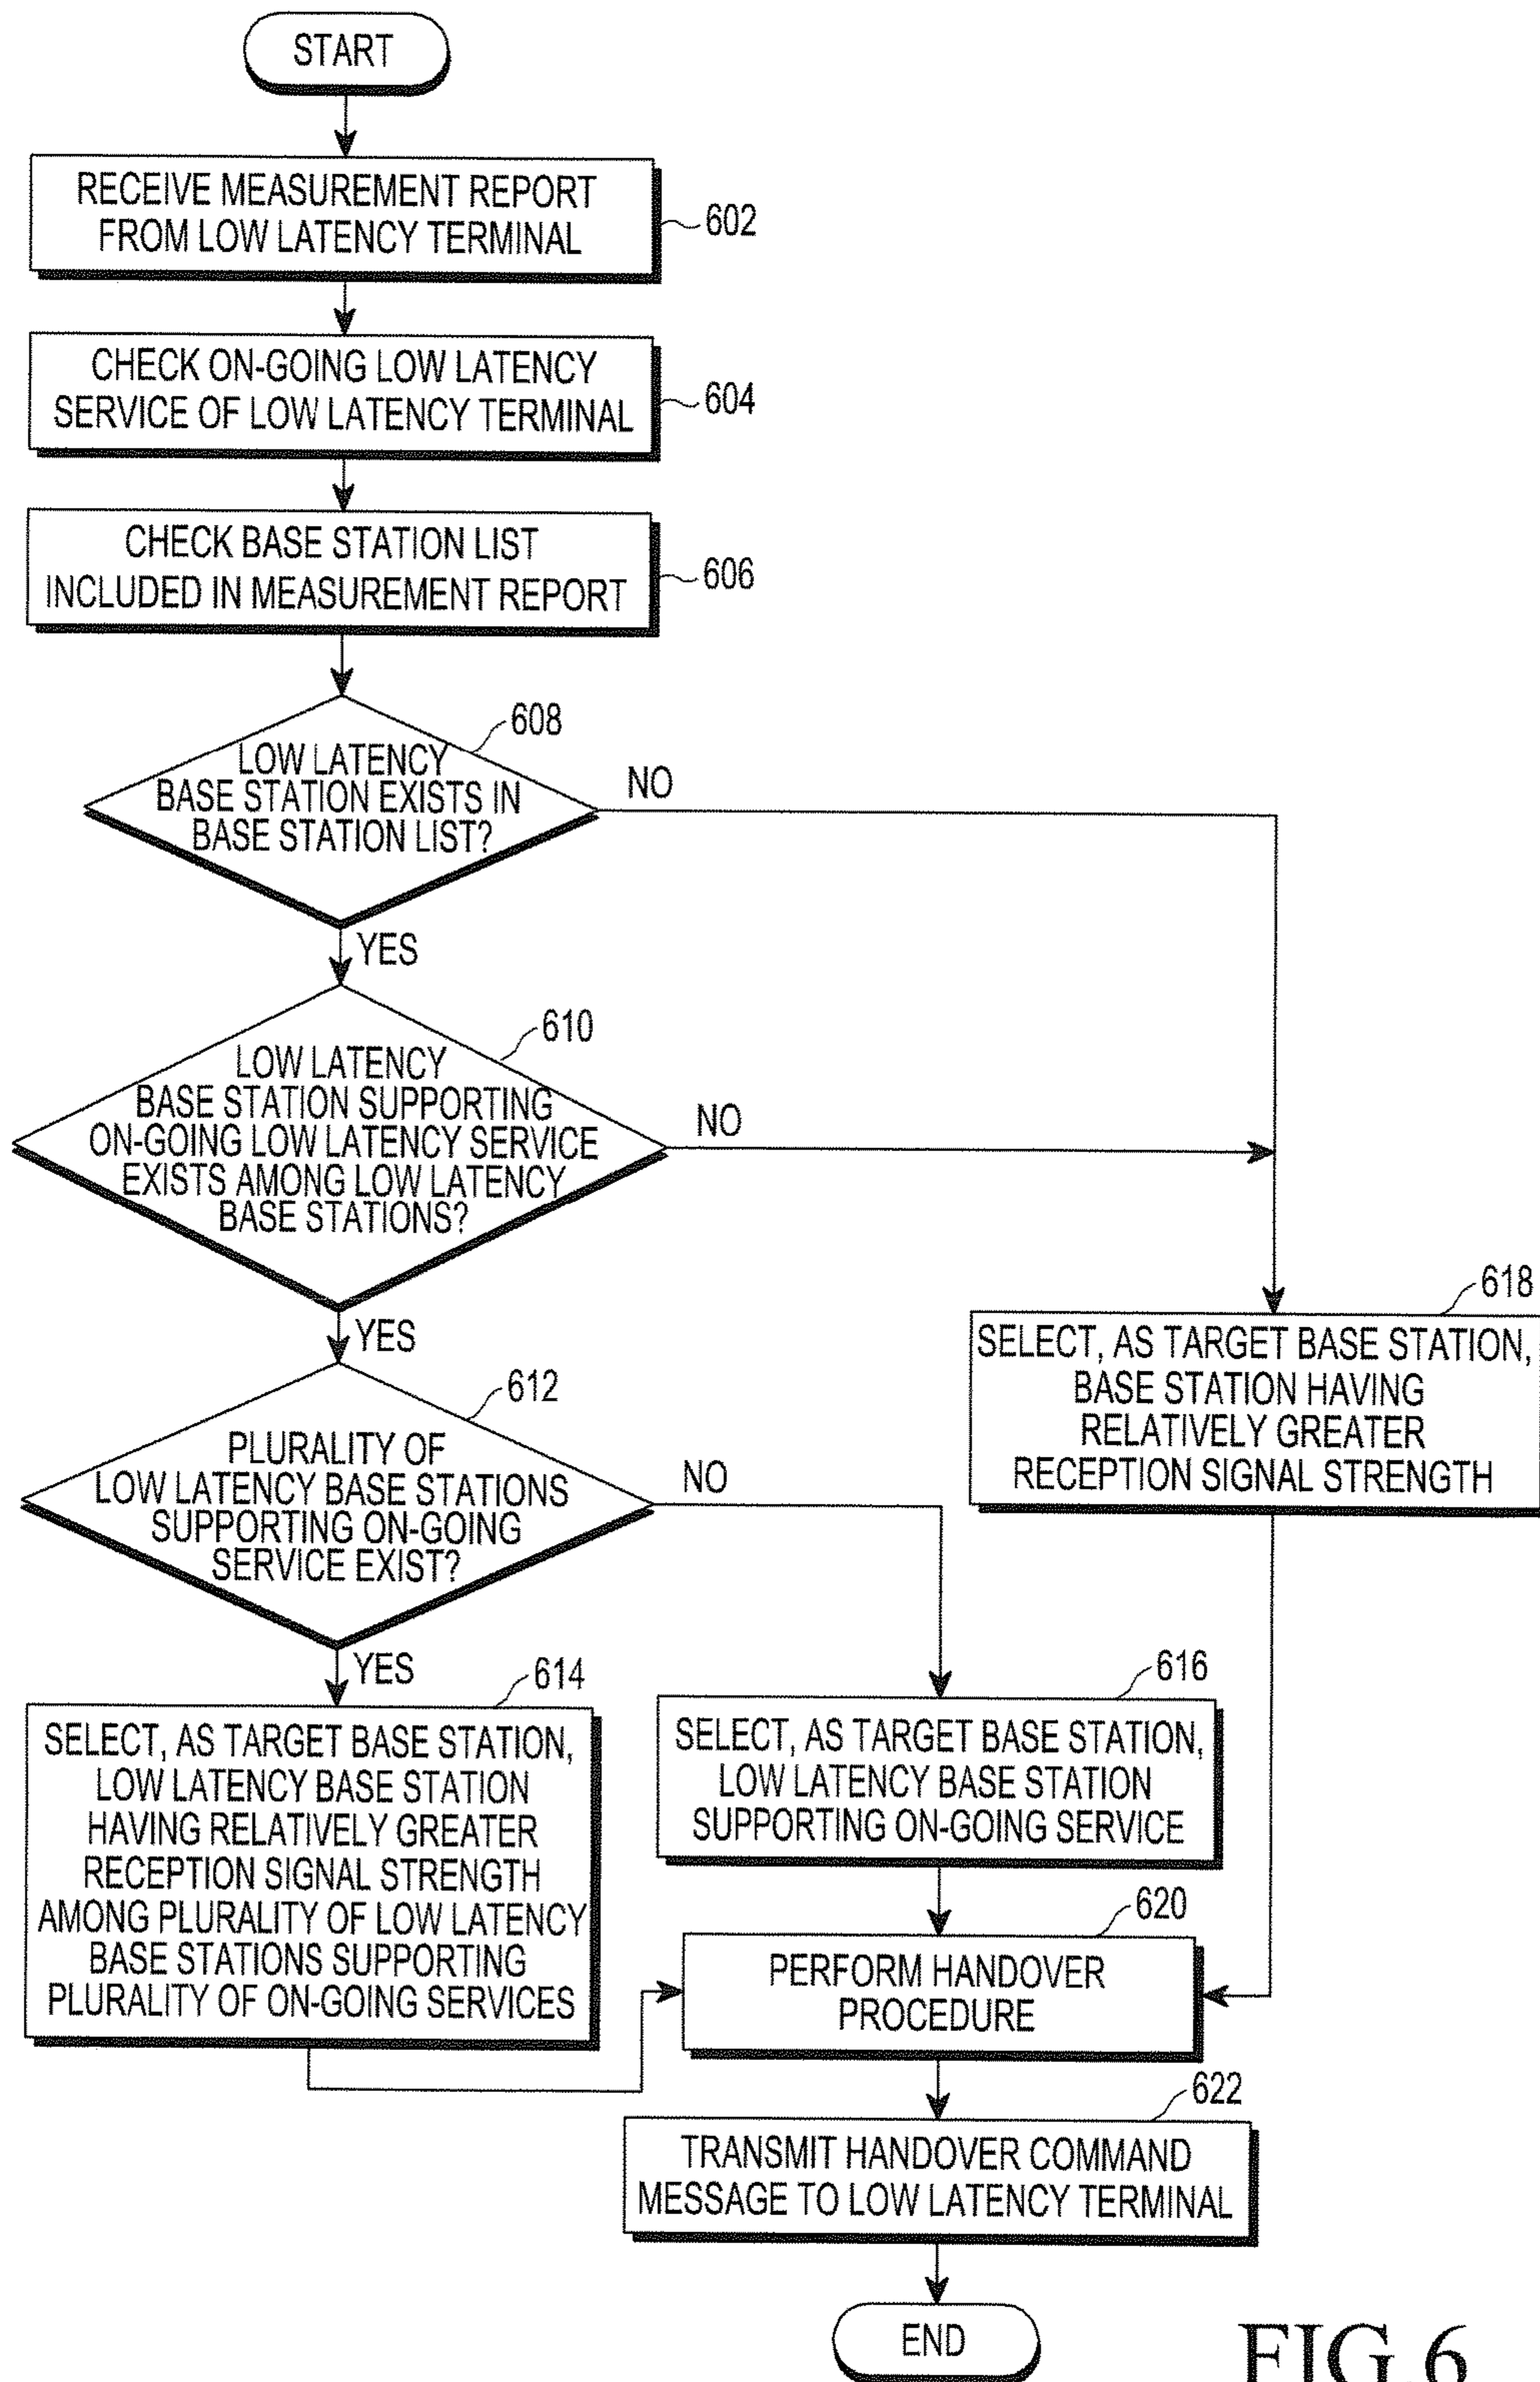 START
RECEIVE MEASUREMENT REPORT
FROM LOW LATENCY TERMINAL
602
CHECK ON-GOING LOW LATENCY
SERVICE OF LOW LATENCY TERMINAL
604
CHECK BASE STATION LIST
INCLUDED IN MEASUREMENT REPORT
606
608
LOW LATENCY
BASE STATION EXISTS IN
BASE STATION LIST?
NO
YES
610
LOW LATENCY
BASE STATION SUPPORTING
ON-GOING LOW LATENCY SERVICE
EXISTS AMONG LOW LATENCY
BASE STATIONS?
NO
YES
618
SELECT, AS TARGET BASE STATION,
BASE STATION HAVING
RELATIVELY GREATER
RECEPTION SIGNAL STRENGTH
612
PLURALITY OF
LOW LATENCY BASE STATIONS
SUPPORTING ON-GOING
SERVICE EXIST?
NO
YES
614
SELECT, AS TARGET BASE STATION,
LOW LATENCY BASE STATION
HAVING RELATIVELY GREATER
RECEPTION SIGNAL STRENGTH
AMONG PLURALITY OF LOW LATENCY
BASE STATIONS SUPPORTING
PLURALITY OF ON-GOING SERVICES
616
SELECT, AS TARGET BASE STATION,
LOW LATENCY BASE STATION
SUPPORTING ON-GOING SERVICE
620
PERFORM HANDOVER
PROCEDURE
622
TRANSMIT HANDOVER COMMAND
MESSAGE TO LOW LATENCY TERMINAL
END
FIG.6